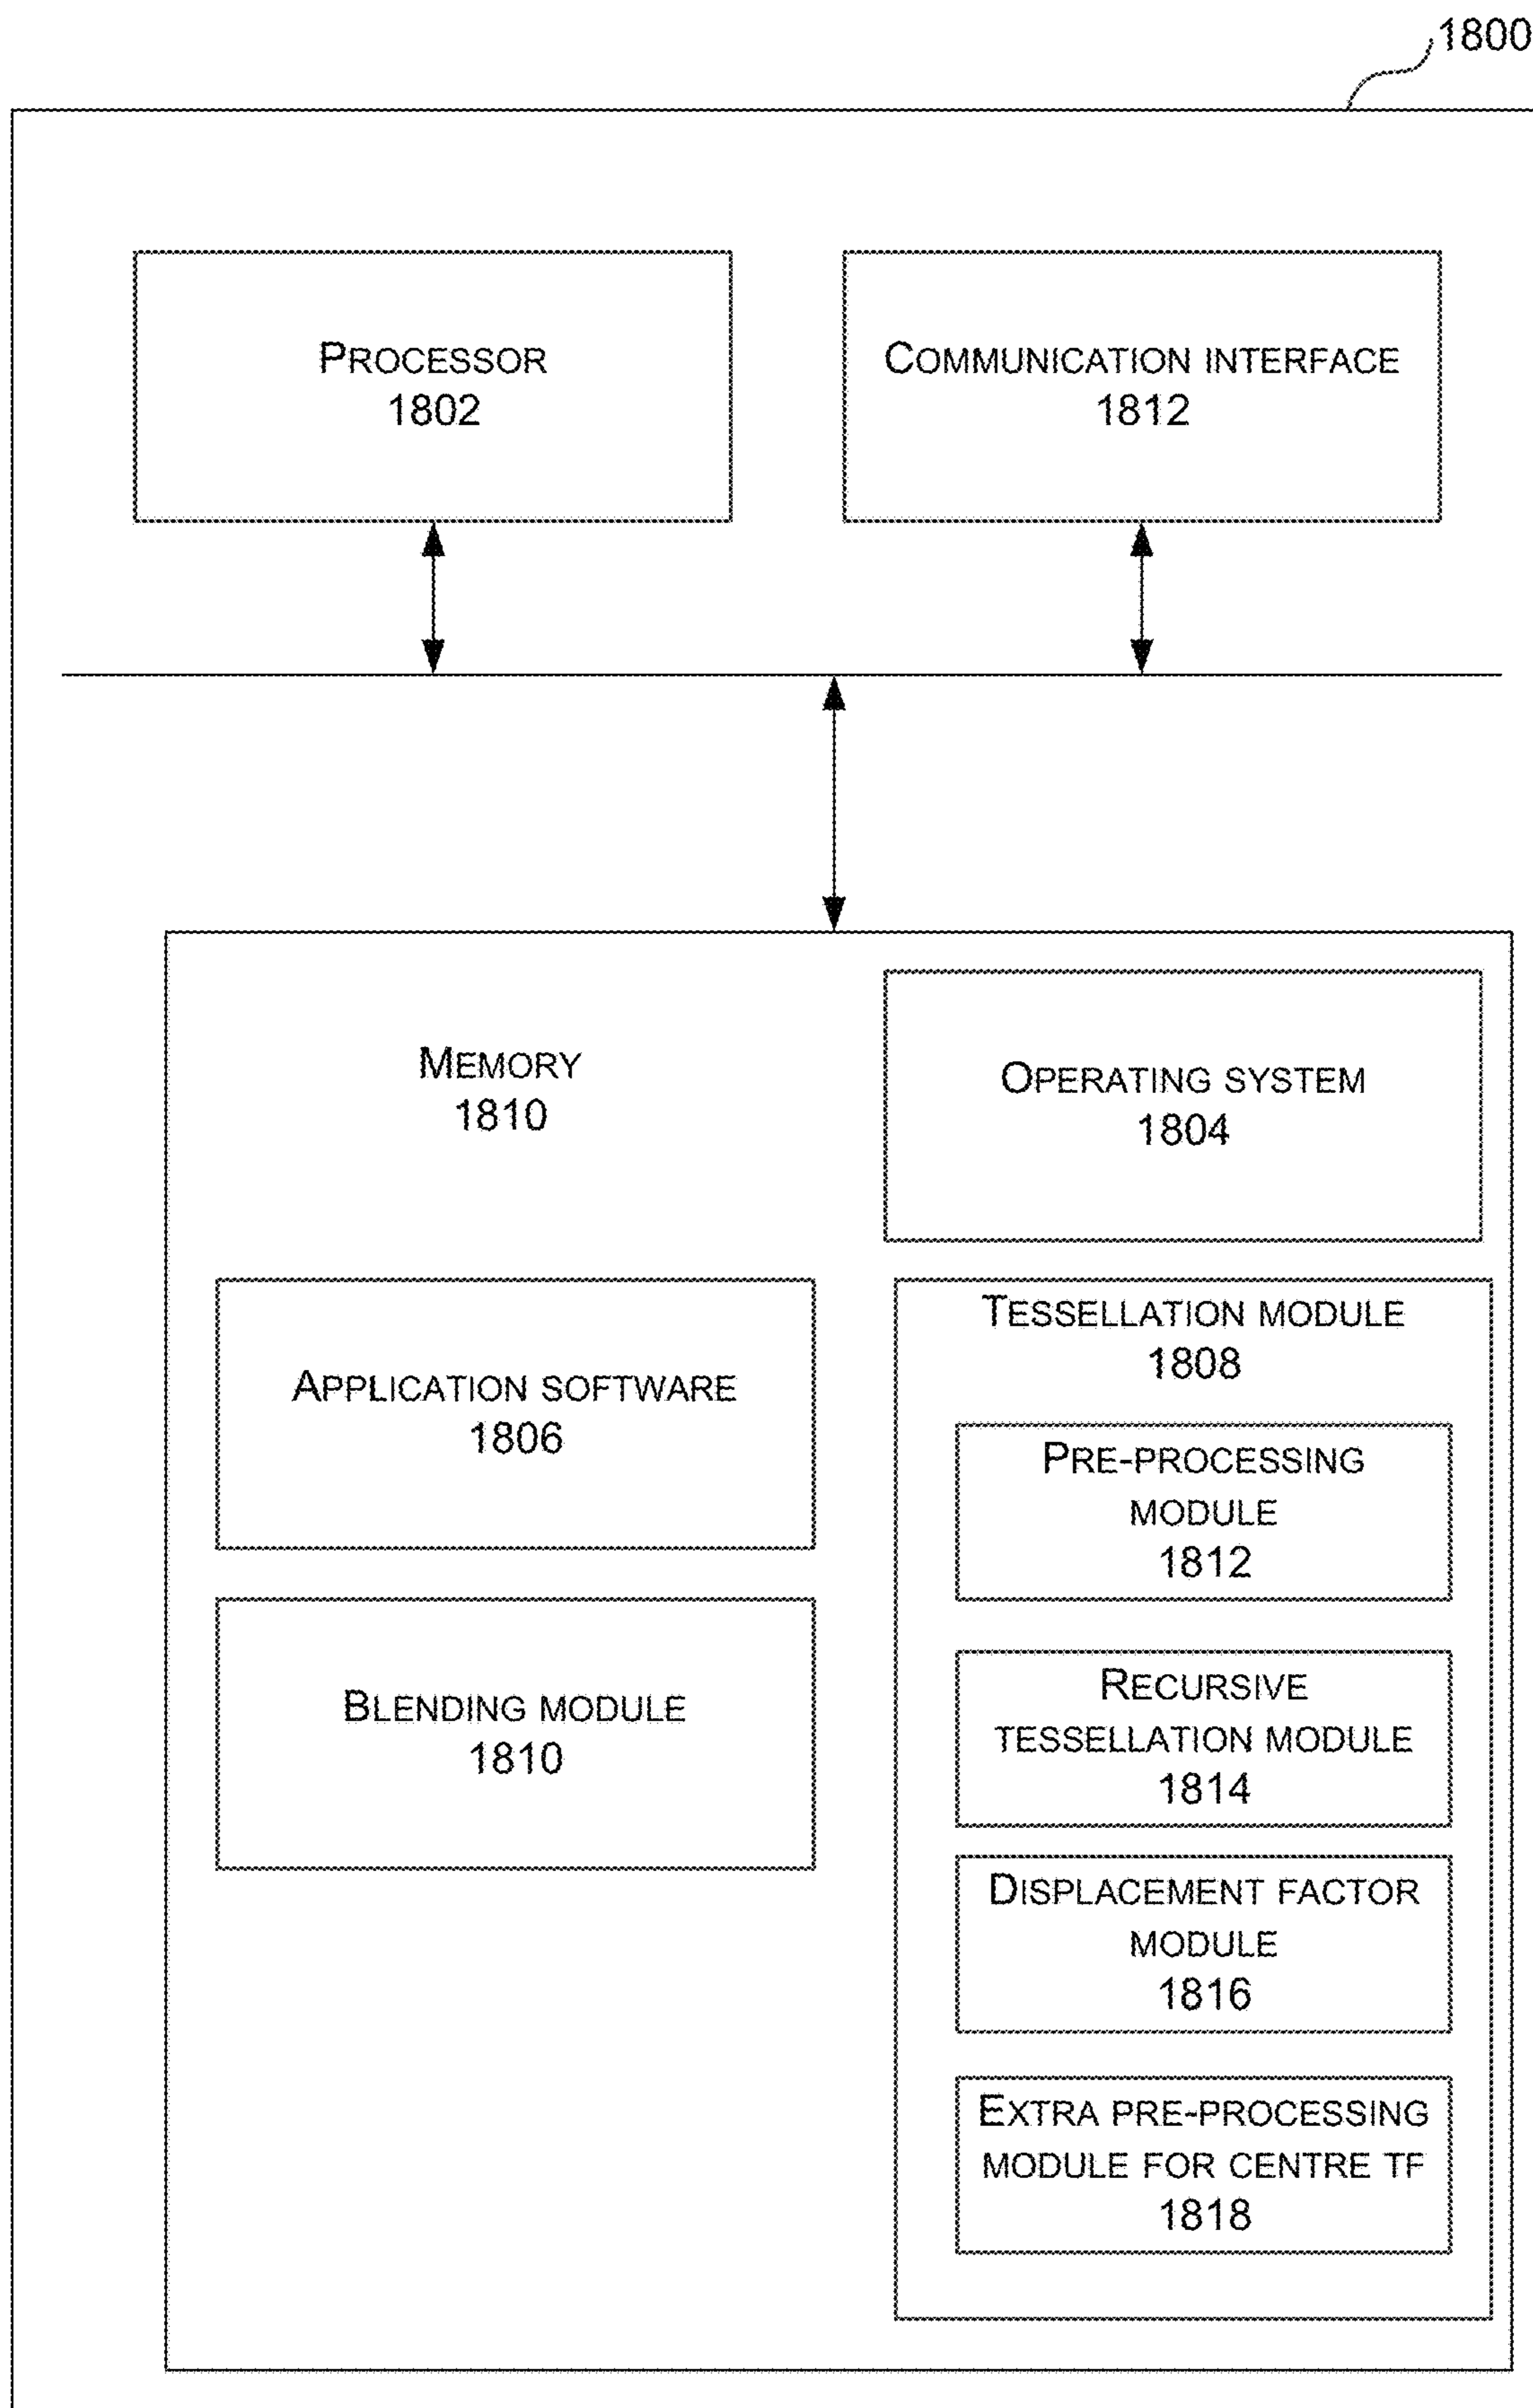 1800
PROCESSOR
1802
COMMUNICATION INTERFACE
1812
MEMORY
1810
OPERATING SYSTEM
1804
APPLICATION SOFTWARE
1806
BLENDING MODULE
1810
TESSELLATION MODULE
1808
PRE-PROCESSING
MODULE
1812
RECURSIVE
TESSELLATION MODULE
1814
DISPLACEMENT FACTOR
MODULE
1816
EXTRA PRE-PROCESSING
MODULE FOR CENTRE TF
1818